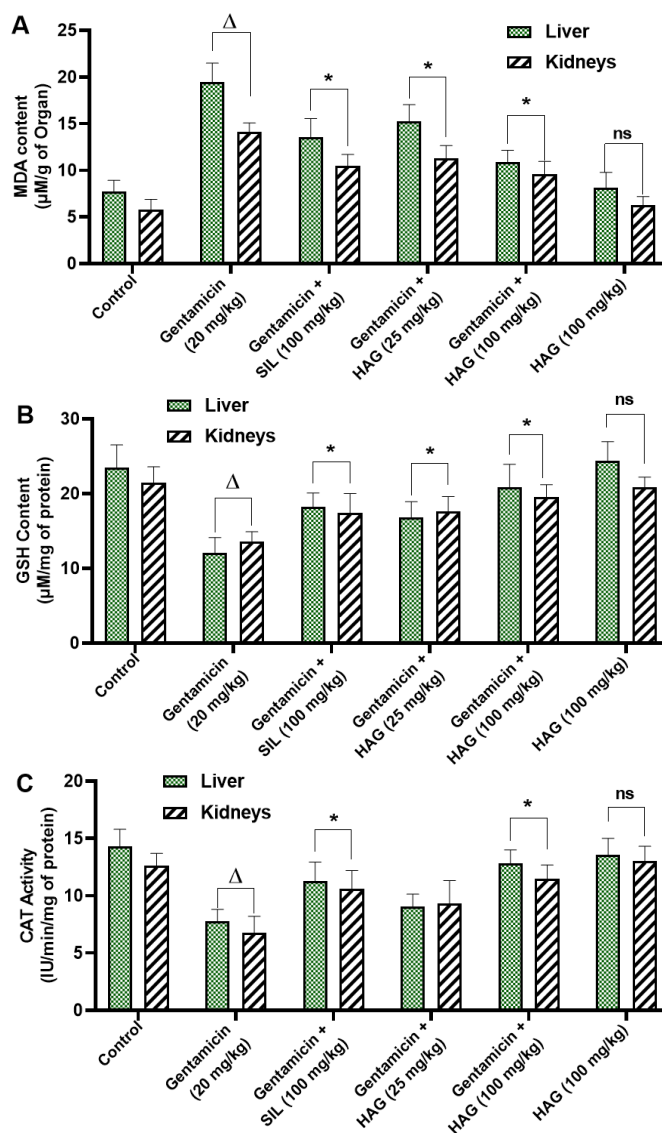 A
MDA content
(µM/g of Organ)
25
20
15
10
5
0
Liver
Kidneys
Δ
*
*
*
ns
Control
Gentamicin
(20 mg/kg)
Gentamicin +
SIL (100 mg/kg)
Gentamicin +
HAG (25 mg/kg)
Gentamicin +
HAG (100 mg/kg)
HAG (100 mg/kg)
B
GSH Content
(µM/mg of protein)
30
20
10
0
Liver
Kidneys
Δ
*
*
*
ns
Control
Gentamicin
(20 mg/kg)
Gentamicin +
SIL (100 mg/kg)
Gentamicin +
HAG (25 mg/kg)
Gentamicin +
HAG (100 mg/kg)
HAG (100 mg/kg)
C
CAT Activity
(IU/min/mg of protein)
20
15
10
5
0
Liver
Kidneys
Δ
*
*
ns
Control
Gentamicin
(20 mg/kg)
Gentamicin +
SIL (100 mg/kg)
Gentamicin +
HAG (25 mg/kg)
Gentamicin +
HAG (100 mg/kg)
HAG (100 mg/kg)